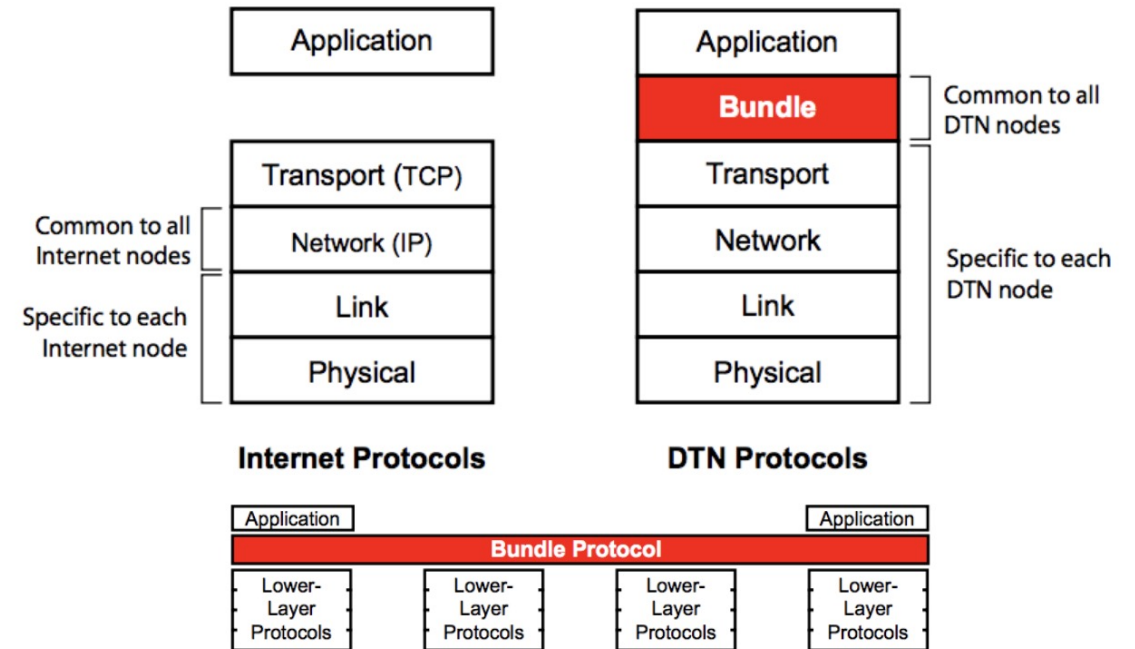 Application
Transport (TCP)
Common to all
Internet nodes
Network (IP)
Specific to each
Internet node
Link
Physical
Internet Protocols
Application
Bundle
Common to all
DTN nodes
Transport
Network
Link
Physical
Specific to each
DTN node
DTN Protocols
Application
Application
Bundle Protocol
Lower-
Layer
Protocols
Lower-
Layer
Protocols
Lower-
Layer
Protocols
Lower-
Layer
Protocols